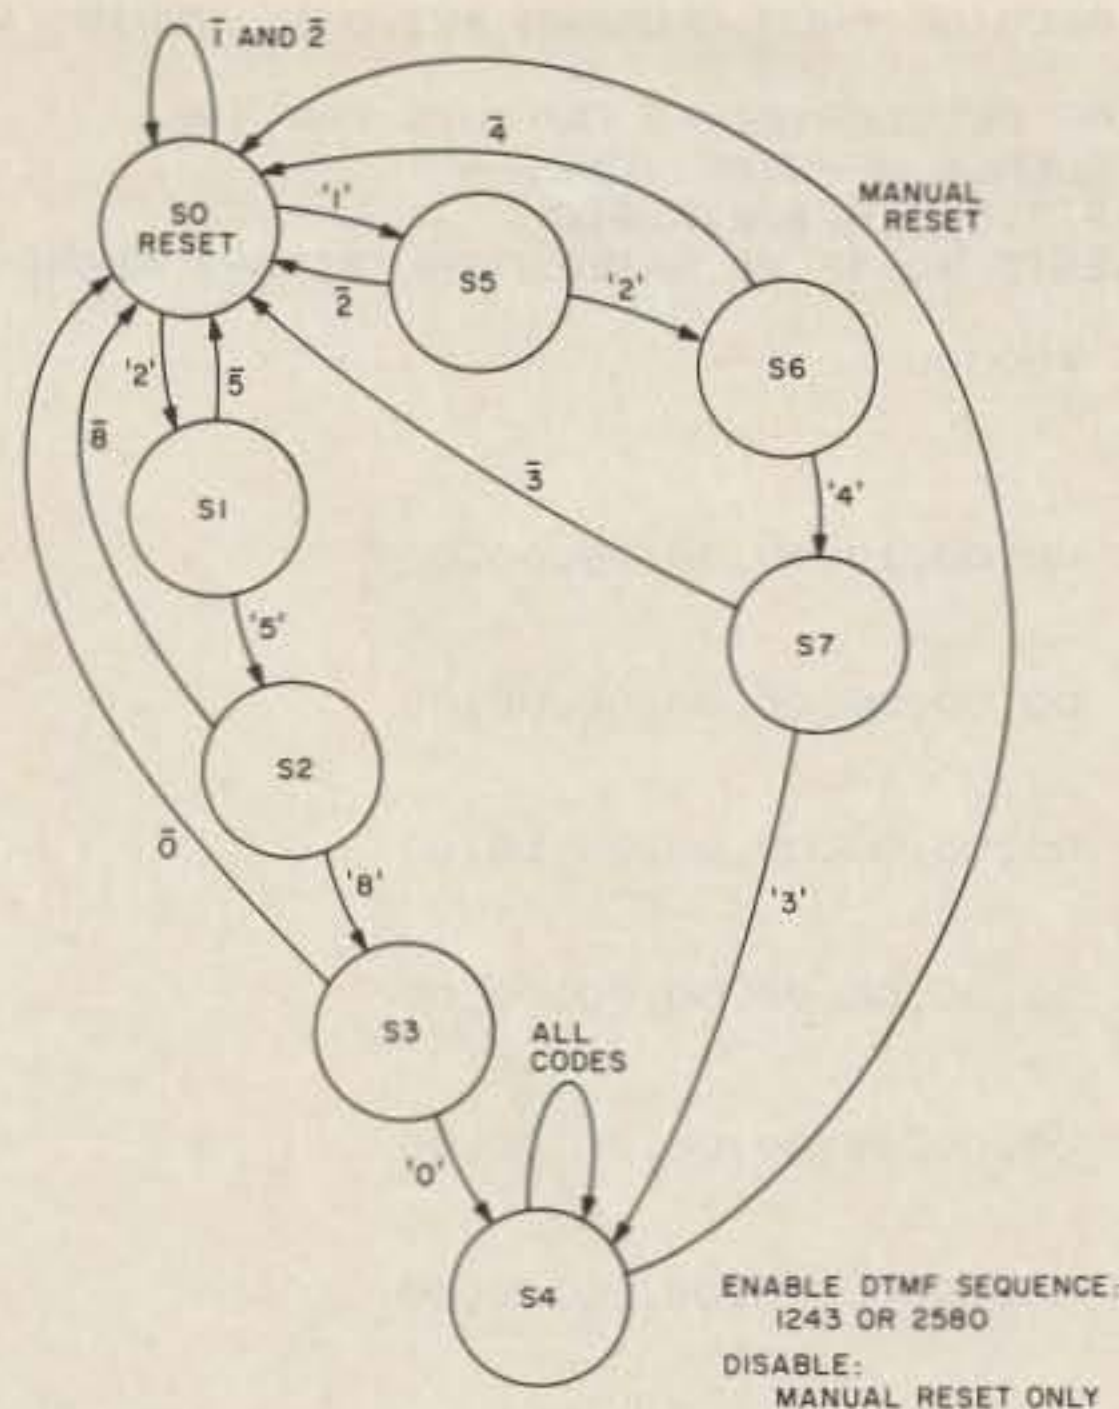 1̄ AND 2̄
4̄
MANUAL
RESET
S0
RESET
'1'
2̄
S5
'2'
S6
'2'
5̄
8̄
3̄
'4'
S1
'5'
S7
S2
0̄
'8'
'3'
S3
ALL
CODES
'0'
S4
ENABLE DTMF SEQUENCE:
1243 OR 2580
DISABLE:
MANUAL RESET ONLY